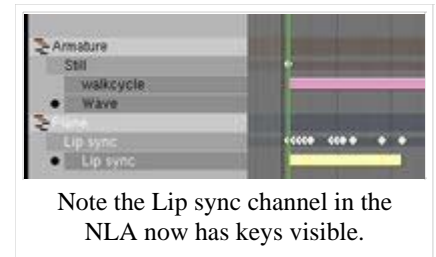 Armature
Still
walkcycle
Wave
Plane
Lip sync
Lip sync
Note the Lip sync channel in the
NLA now has keys visible.